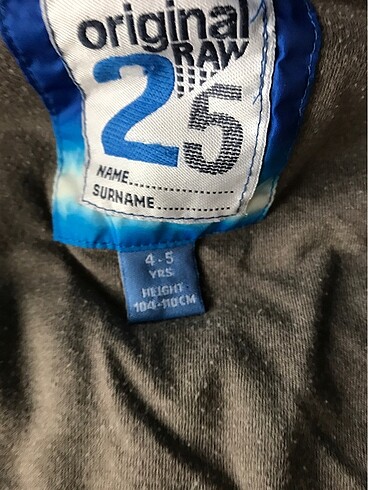 original
RAW
25
NAME....................
SURNAME...............
4-5
YRS
HEIGHT
104-110CM